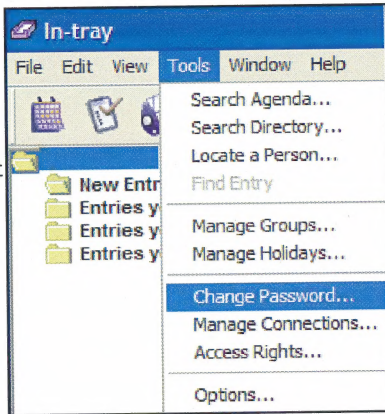 In-tray
File Edit View Tools Window Help
Search Agenda...
Search Directory...
Locate a Person...
Find Entry
Manage Groups...
Manage Holidays...
Change Password...
Manage Connections...
Access Rights...
Options...
New Entr
Entries y
Entries y
Entries y